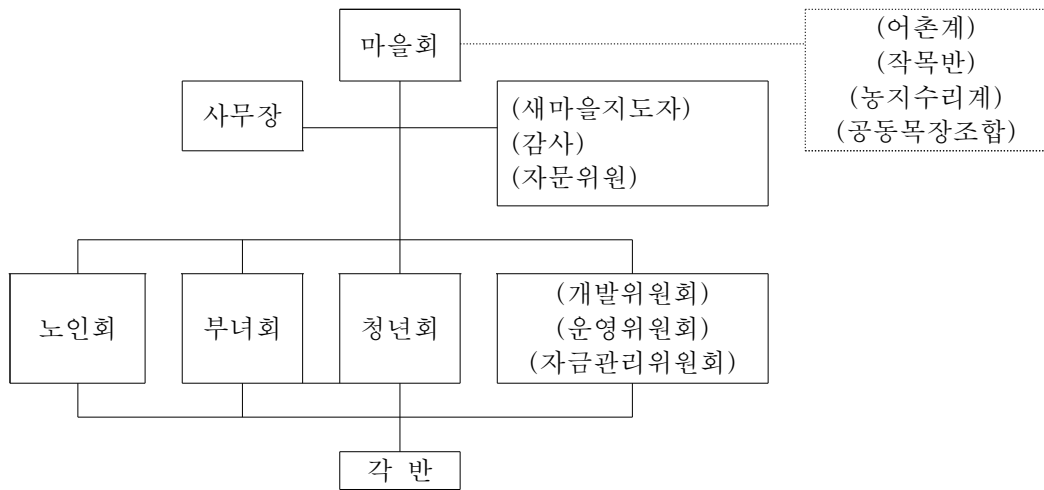 마을회
(어촌계)
(작목반)
(농지수리계)
(공동목장조합)
사무장
(새마을지도자)
(감사)
(자문위원)
노인회
부녀회
청년회
(개발위원회)
(운영위원회)
(자금관리위원회)
각 반